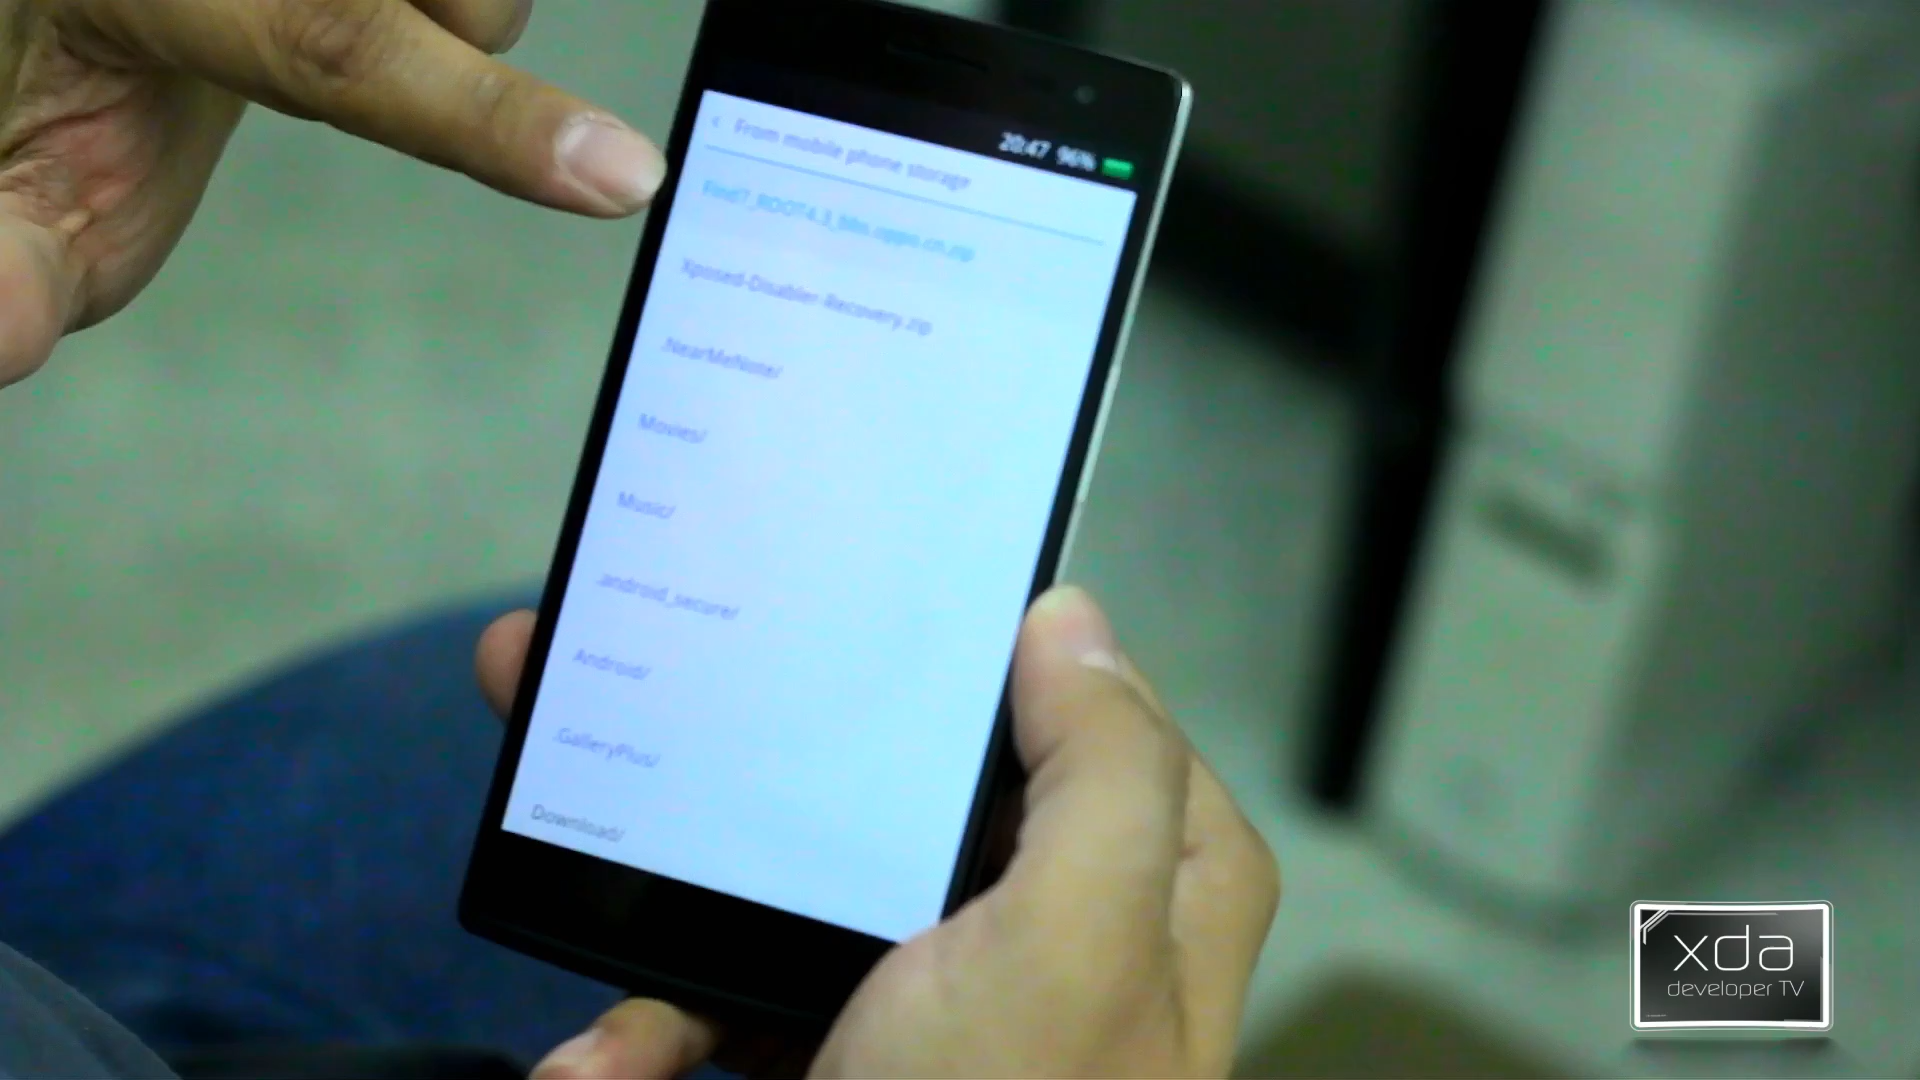 20:47 96%
< From mobile phone storage
Find7_ROOT4.3_bbs.oppo.cn.zip
Xposed-Disabler-Recovery.zip
.NearMeNote/
Movies/
Music/
.android_secure/
Android/
.GalleryPlus/
Download/
xda
developer TV